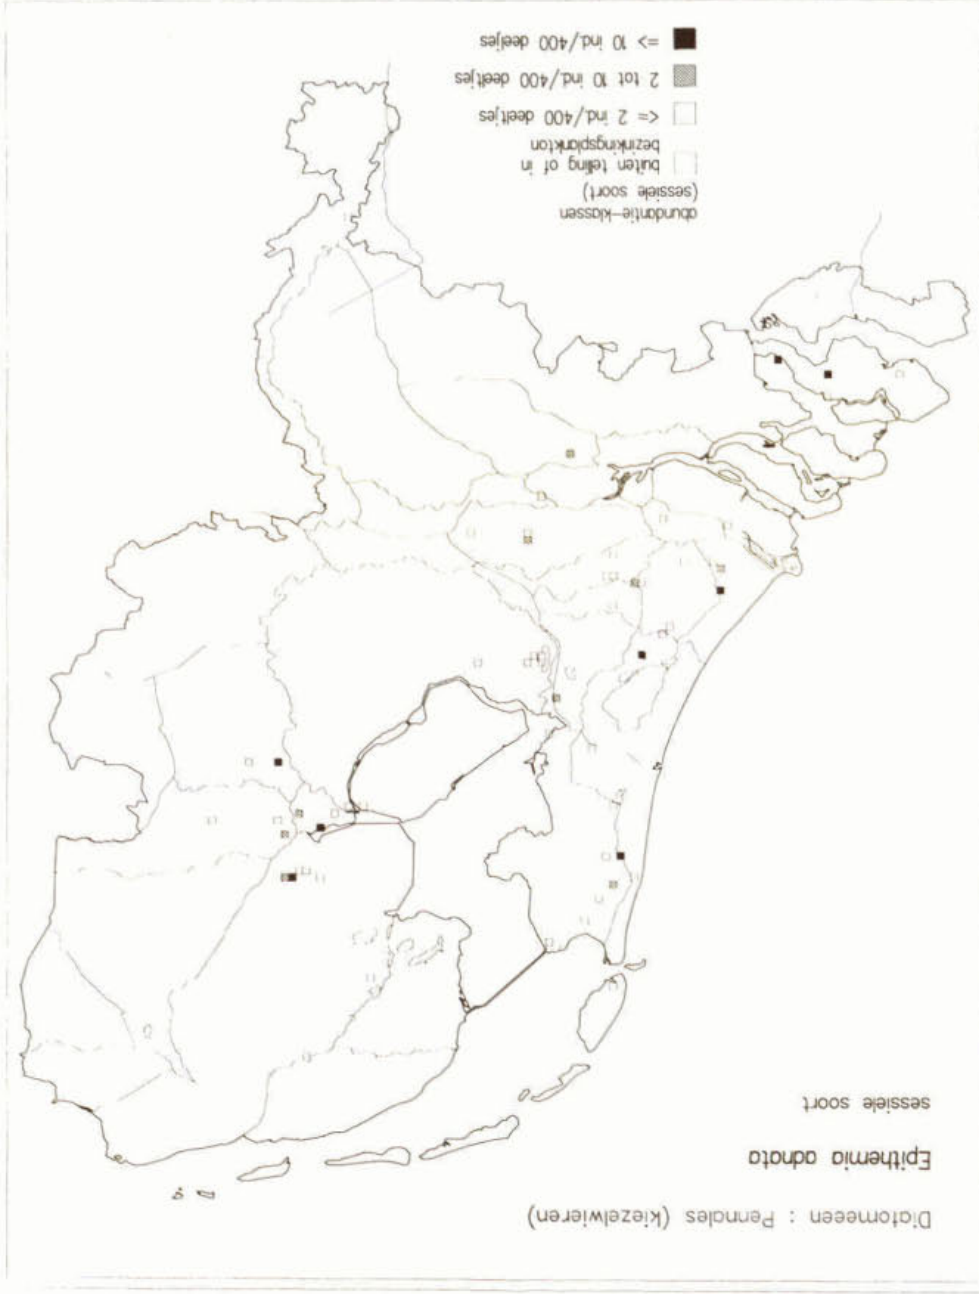 Diatomeeen : Pennales (kiezelwieren)
Epithemia adnata
sessiele soort
abundantie-klassen
(sessiele soort)
buiten telling of in
bezinkingsplankton
<= 2 ind./400 deeltjes
2 tot 10 ind./400 deeltjes
=> 10 ind./400 deeltjes